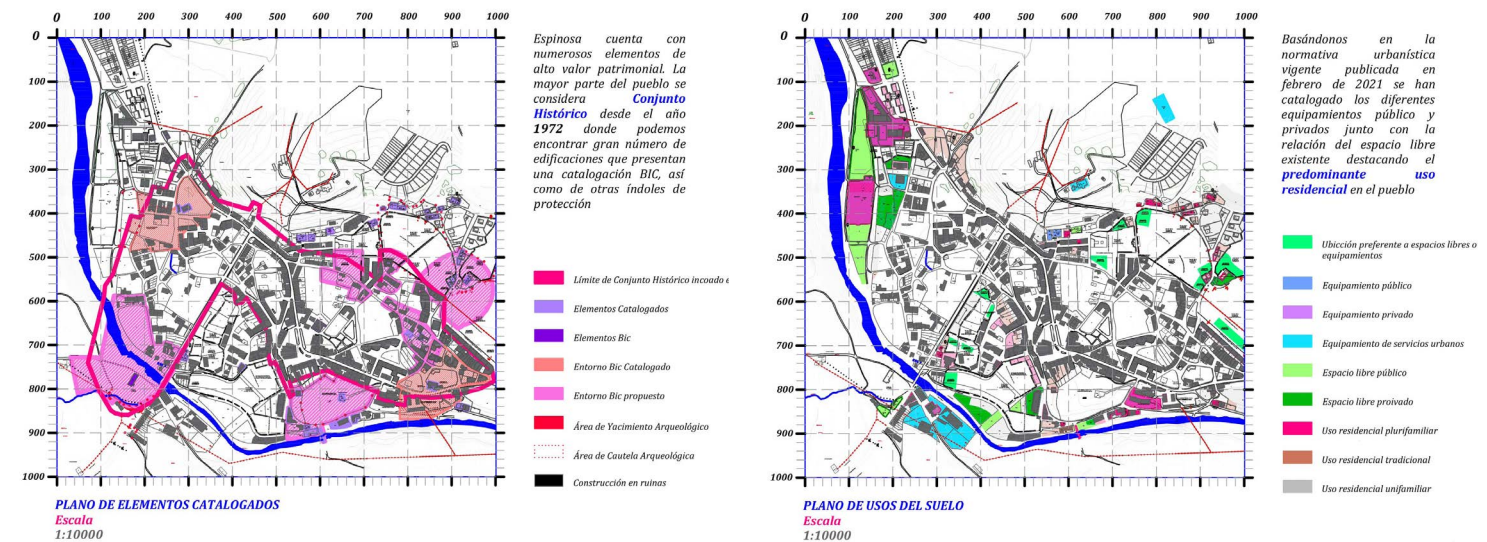 0 100 200 300 400 500 600 700 800 900 1000
0
100
200
300
400
500
600
700
800
900
1000
Espinosa cuenta con
numerosos elementos de
alto valor patrimonial. La
mayor parte del pueblo se
considera Conjunto
Histórico desde el año
1972 donde podemos
encontrar gran número de
edificaciones que presentan
una catalogación BIC, así
como de otras índoles de
protección
Límite de Conjunto Histórico incoado e
Elementos Catalogados
Elementos Bic
Entorno Bic Catalogado
Entorno Bic propuesto
Área de Yacimiento Arqueológico
Área de Cautela Arqueológica
Construcción en ruinas
PLANO DE ELEMENTOS CATALOGADOS
Escala
1:10000
0 100 200 300 400 500 600 700 800 900 1000
0
100
200
300
400
500
600
700
800
900
1000
Basándonos en la
normativa urbanística
vigente publicada en
febrero de 2021 se han
catalogado los diferentes
equipamientos público y
privados junto con la
relación del espacio libre
existente destacando el
predominante uso
residencial en el pueblo
Ubicción preferente a espacios libres o
equipamientos
Equipamiento público
Equipamiento privado
Equipamiento de servicios urbanos
Espacio libre público
Espacio libre proivado
Uso residencial plurifamiliar
Uso residencial tradicional
Uso residencial unifamiliar
PLANO DE USOS DEL SUELO
Escala
1:10000